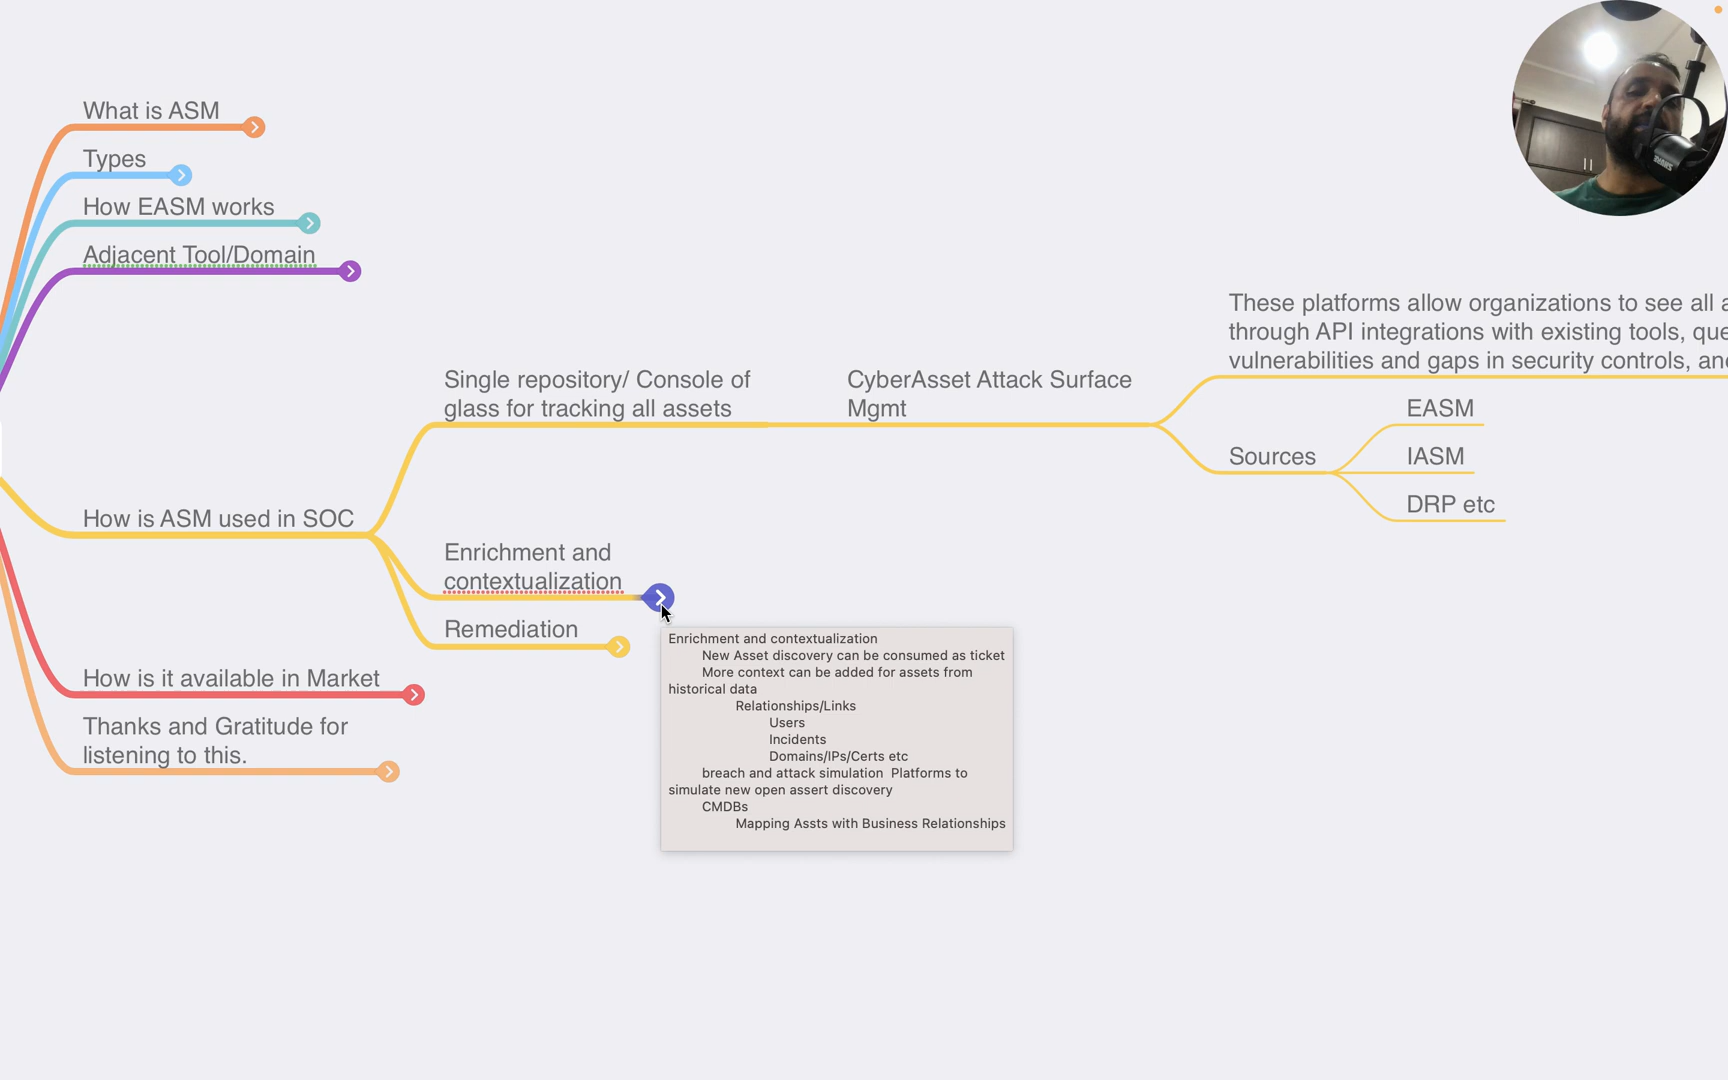 What is ASM
Types
How EASM works
Adjacent Tool/Domain
These platforms allow organizations to see all
through API integrations with existing tools,
vulnerabilities and gaps in security controls,
Single repository/ Console of
glass for tracking all assets
CyberAsset Attack Surface
Mgmt
EASM
Sources
IASM
DRP etc
How is ASM used in SOC
Enrichment and
contextualization
Remediation
Enrichment and contextualization
New Asset discovery can be consumed as ticket
More context can be added for assets from
historical data
Relationships/Links
Users
Incidents
Domains/IPs/Certs etc
breach and attack simulation  Platforms to
simulate new open assert discovery
CMDBs
Mapping Assts with Business Relationships
How is it available in Market
Thanks and Gratitude for
listening to this.
SHURE